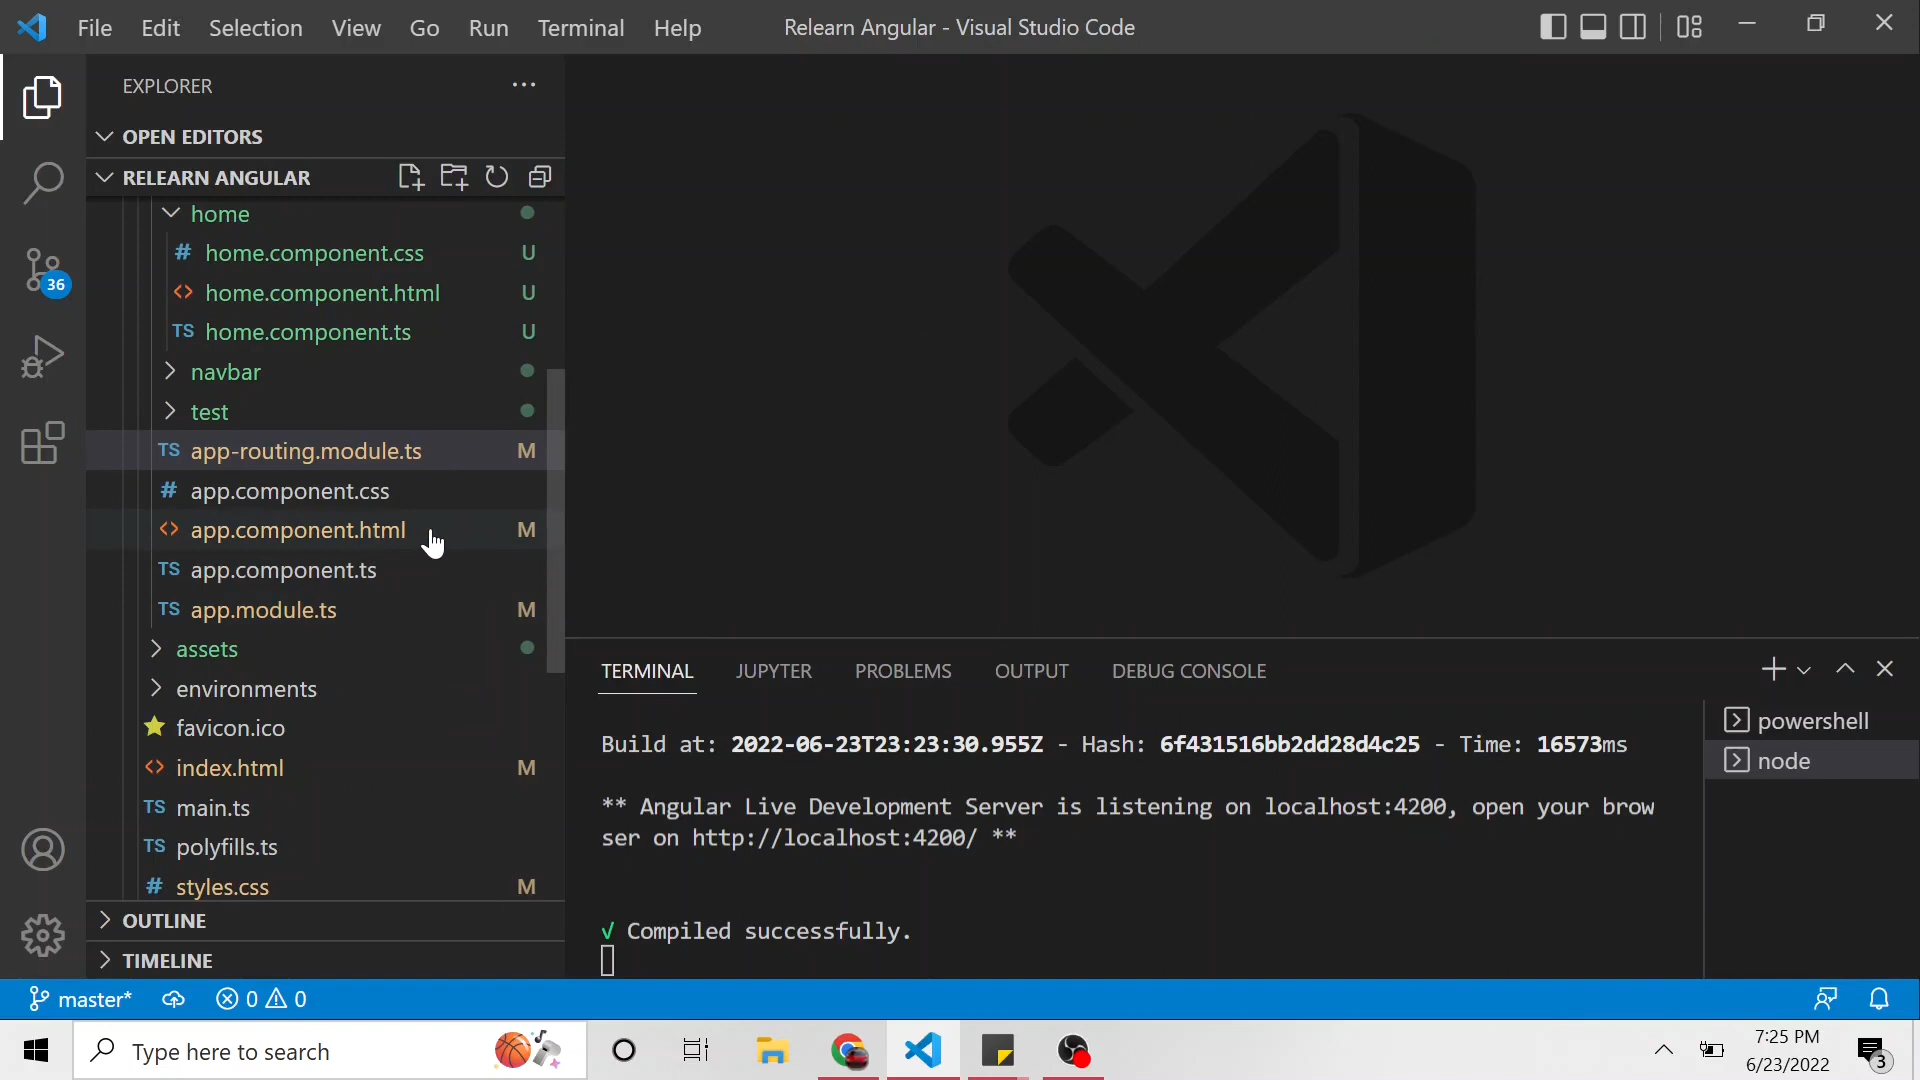 File Edit Selection View Go Run Terminal Help
Relearn Angular - Visual Studio Code
EXPLORER
OPEN EDITORS
RELEARN ANGULAR
home
# home.component.css U
<> home.component.html U
TS home.component.ts U
navbar
test
TS app-routing.module.ts M
# app.component.css
<> app.component.html M
TS app.component.ts
TS app.module.ts M
assets
environments
favicon.ico
<> index.html M
TS main.ts
TS polyfills.ts
# styles.css M
OUTLINE
TIMELINE
36
TERMINAL JUPYTER PROBLEMS OUTPUT DEBUG CONSOLE
Build at: 2022-06-23T23:23:30.955Z - Hash: 6f431516bb2dd28d4c25 - Time: 16573ms
** Angular Live Development Server is listening on localhost:4200, open your brow
ser on http://localhost:4200/ **
√ Compiled successfully.
powershell
node
master* 0 0
Type here to search
7:25 PM
6/23/2022
3